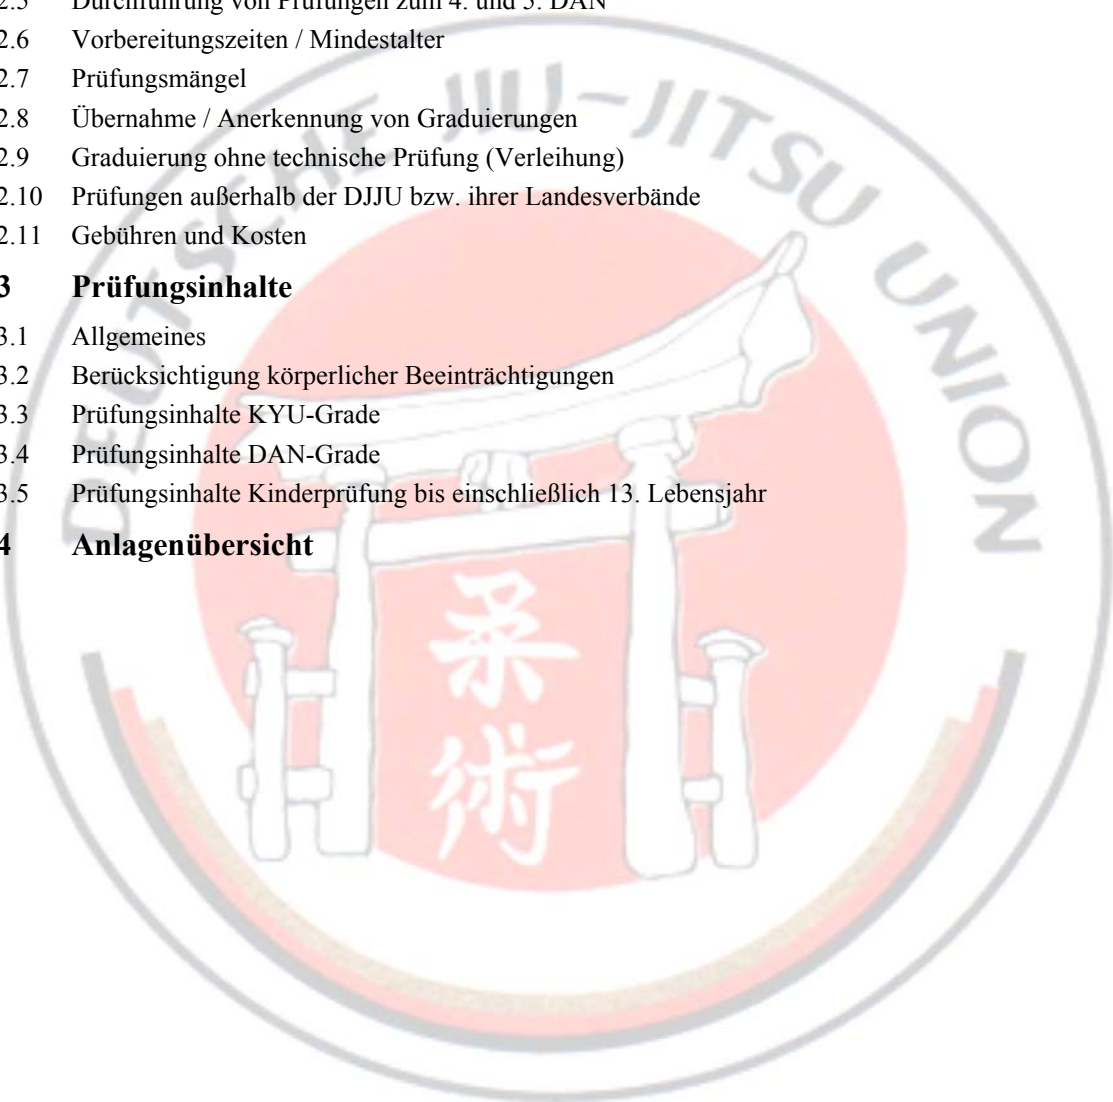 2.5 Durchführung von Prüfungen zum 4. und 5. DAN
2.6 Vorbereitungszeiten / Mindestalter
2.7 Prüfungsmängel
2.8 Übernahme / Anerkennung von Graduierungen
2.9 Graduierung ohne technische Prüfung (Verleihung)
2.10 Prüfungen außerhalb der DJJU bzw. ihrer Landesverbände
2.11 Gebühren und Kosten
3 Prüfungsinhalte
3.1 Allgemeines
3.2 Berücksichtigung körperlicher Beeinträchtigungen
3.3 Prüfungsinhalte KYU-Grade
3.4 Prüfungsinhalte DAN-Grade
3.5 Prüfungsinhalte Kinderprüfung bis einschließlich 13. Lebensjahr
4 Anlagenübersicht
DEUTSCHE JIU-JITSU UNION
柔術